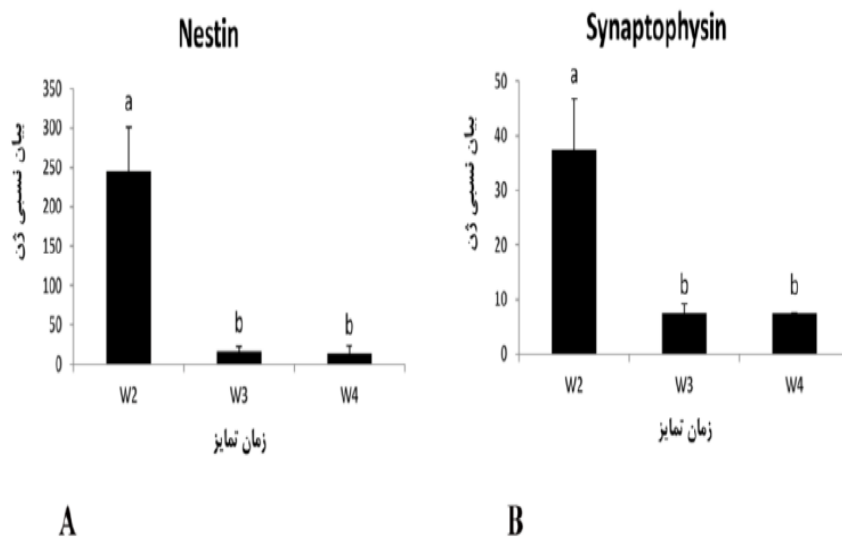 Nestin
بیان نسبی ژن
350
300
250
200
150
100
50
0
a
b
b
W2 W3 W4
زمان تمایز
A
Synaptophysin
بیان نسبی ژن
50
40
30
20
10
0
a
b
b
W2 W3 W4
زمان تمایز
B